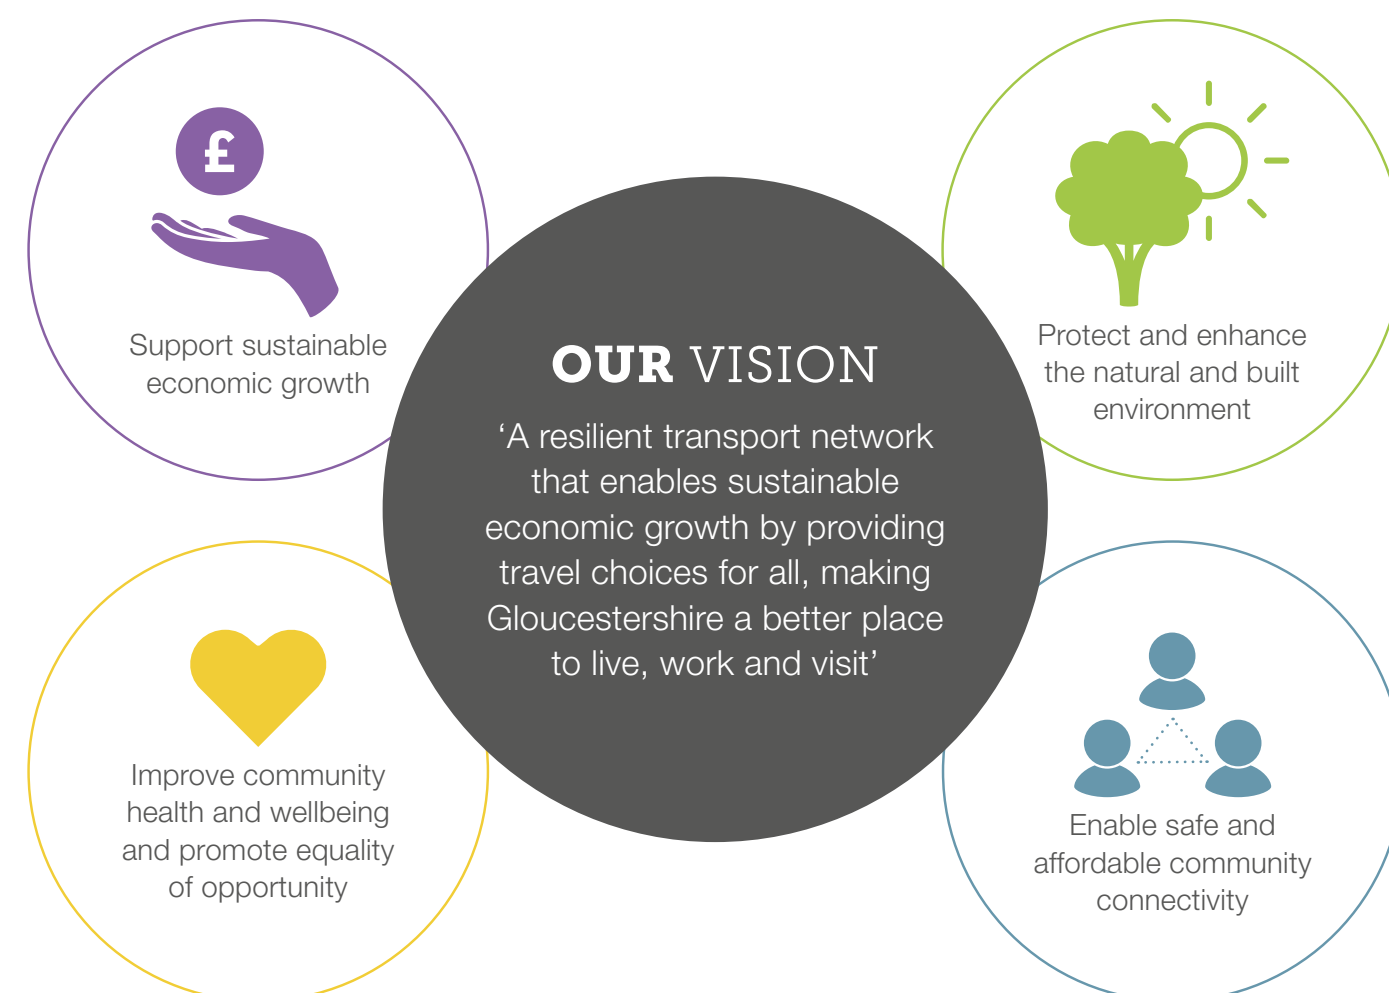 £
Support sustainable
economic growth
Protect and enhance
the natural and built
environment
OUR VISION
‘A resilient transport network
that enables sustainable
economic growth by providing
travel choices for all, making
Gloucestershire a better place
to live, work and visit’
Improve community
health and wellbeing
and promote equality
of opportunity
Enable safe and
affordable community
connectivity